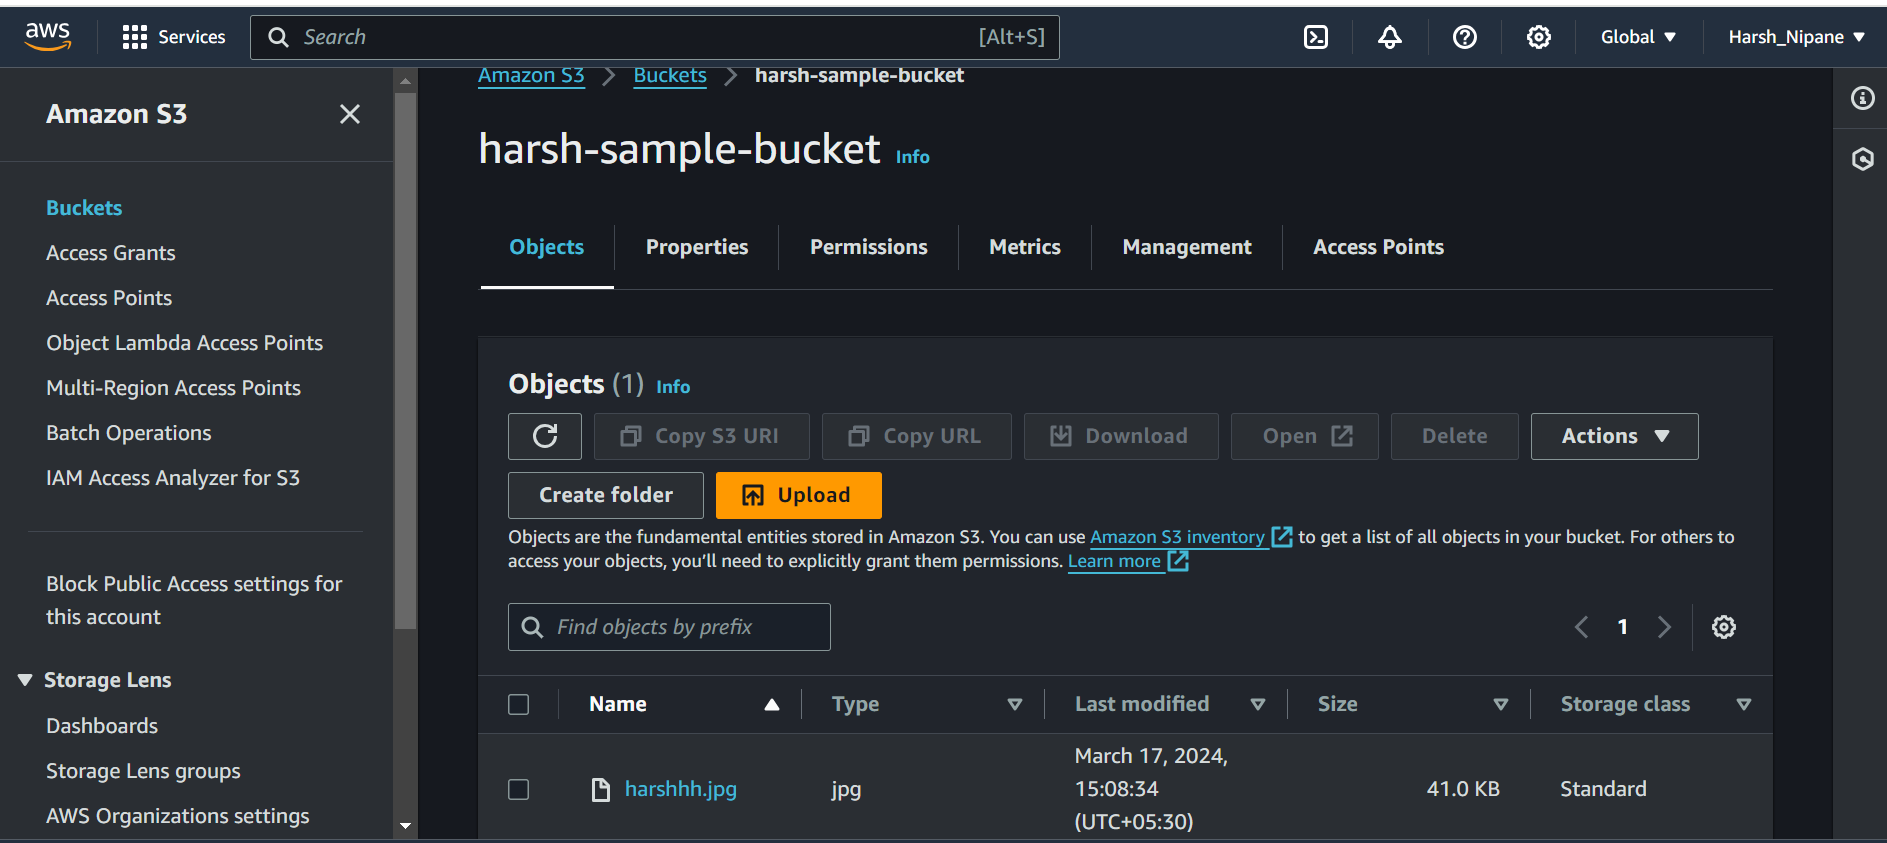 aws Services Search [Alt+S] Global Harsh_Nipane
Amazon S3
Buckets
Access Grants
Access Points
Object Lambda Access Points
Multi-Region Access Points
Batch Operations
IAM Access Analyzer for S3
Block Public Access settings for
this account
Storage Lens
Dashboards
Storage Lens groups
AWS Organizations settings
Amazon S3 Buckets harsh-sample-bucket
harsh-sample-bucket Info
Objects Properties Permissions Metrics Management Access Points
Objects (1) Info
Copy S3 URI Copy URL Download Open Delete Actions
Create folder Upload
Objects are the fundamental entities stored in Amazon S3. You can use Amazon S3 inventory to get a list of all objects in your bucket. For others to
access your objects, you’ll need to explicitly grant them permissions. Learn more
Find objects by prefix 1
Name Type Last modified Size Storage class
March 17, 2024,
harshhh.jpg jpg 15:08:34 41.0 KB Standard
(UTC+05:30)